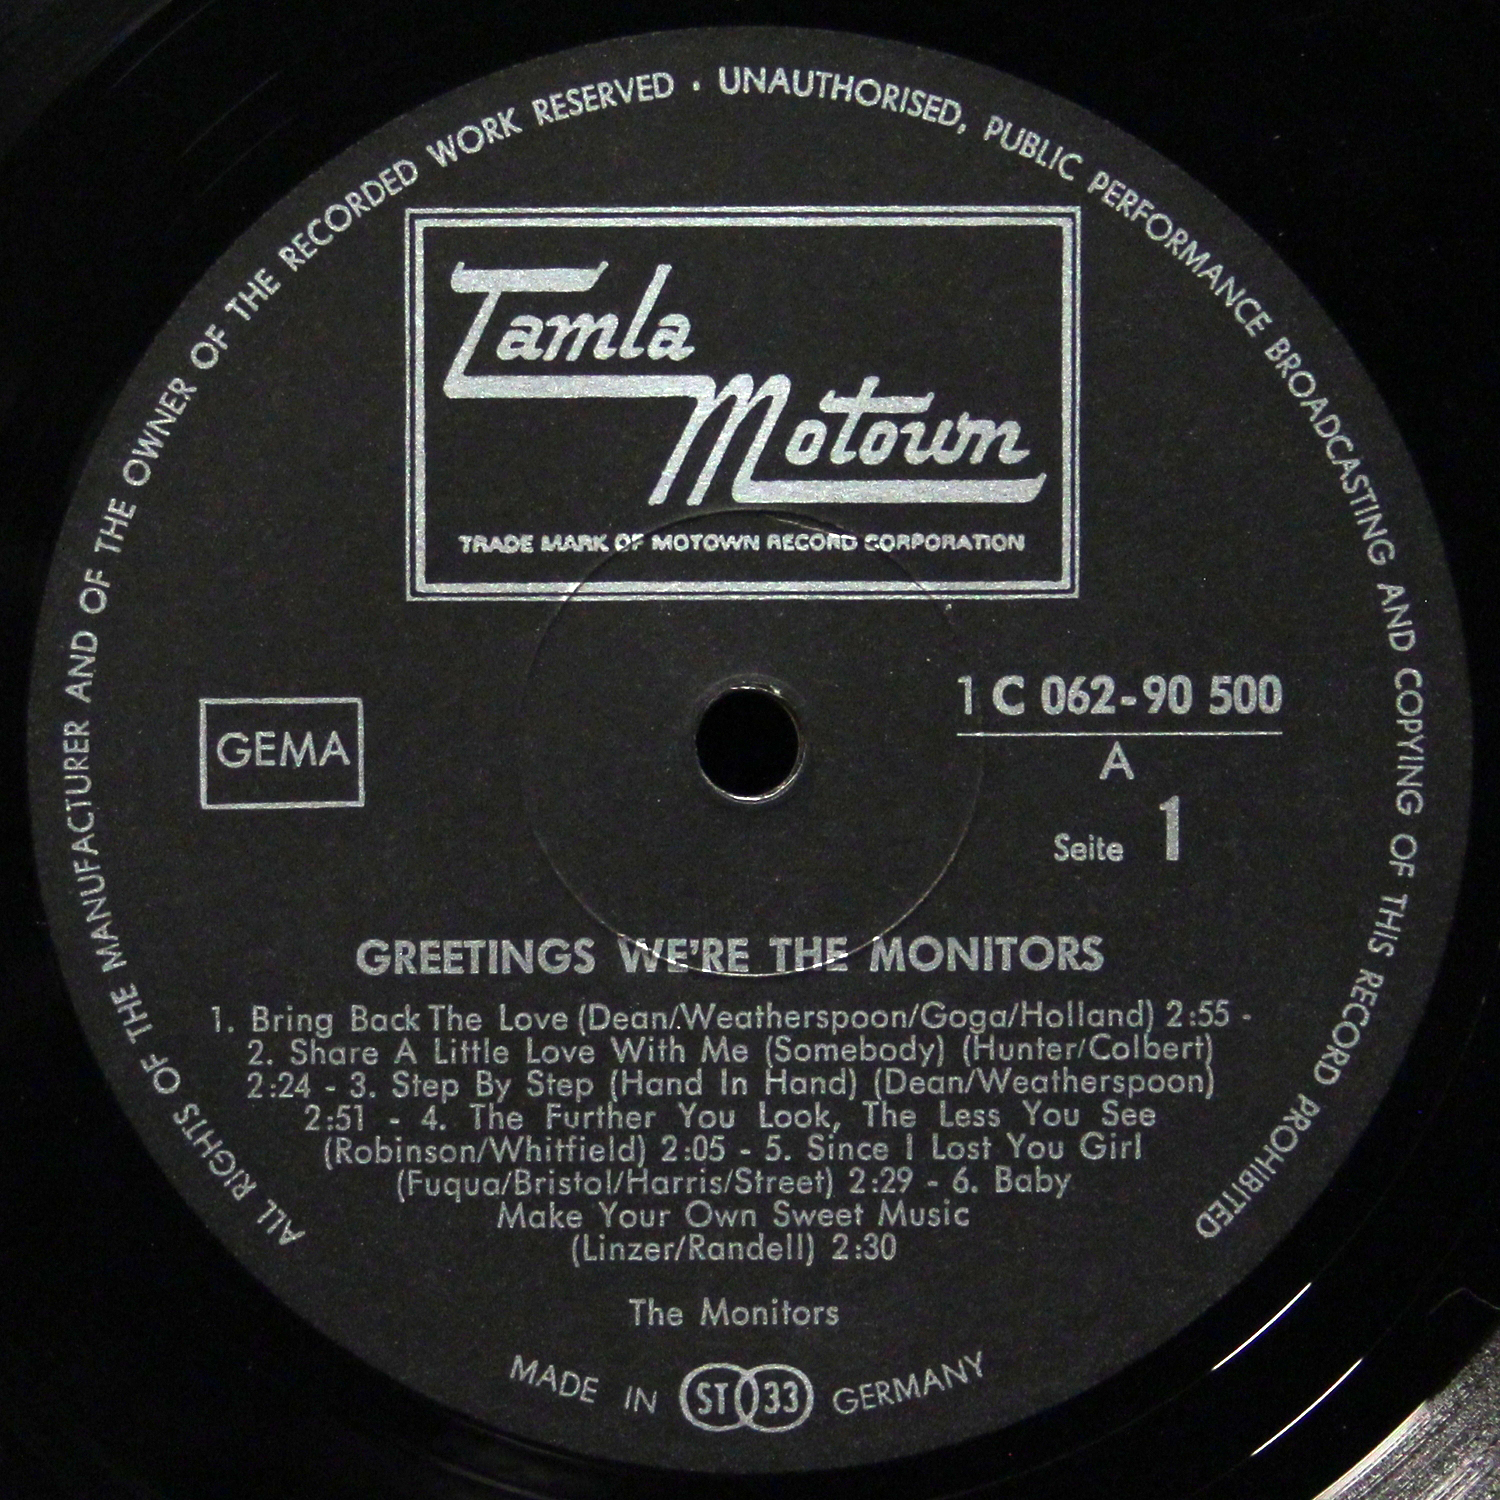 ALL RIGHTS OF THE MANUFACTURER AND OF THE OWNER OF THE RECORDED WORK RESERVED · UNAUTHORISED, PUBLIC PERFORMANCE BROADCASTING AND COPYING OF THIS RECORD PROHIBITED
Tamla
Motown
TRADE MARK OF MOTOWN RECORD CORPORATION
GEMA
1 C 062-90 500
A
Seite 1
GREETINGS WE'RE THE MONITORS
1. Bring Back The Love (Dean/Weatherspoon/Goga/Holland) 2:55 -
2. Share A Little Love With Me (Somebody) (Hunter/Colbert)
2:24 - 3. Step By Step (Hand In Hand) (Dean/Weatherspoon)
2:51 - 4. The Further You Look, The Less You See
(Robinson/Whitfield) 2:05 - 5. Since I Lost You Girl
(Fuqua/Bristol/Harris/Street) 2:29 - 6. Baby
Make Your Own Sweet Music
(Linzer/Randell) 2:30
The Monitors
MADE IN ST 33 GERMANY